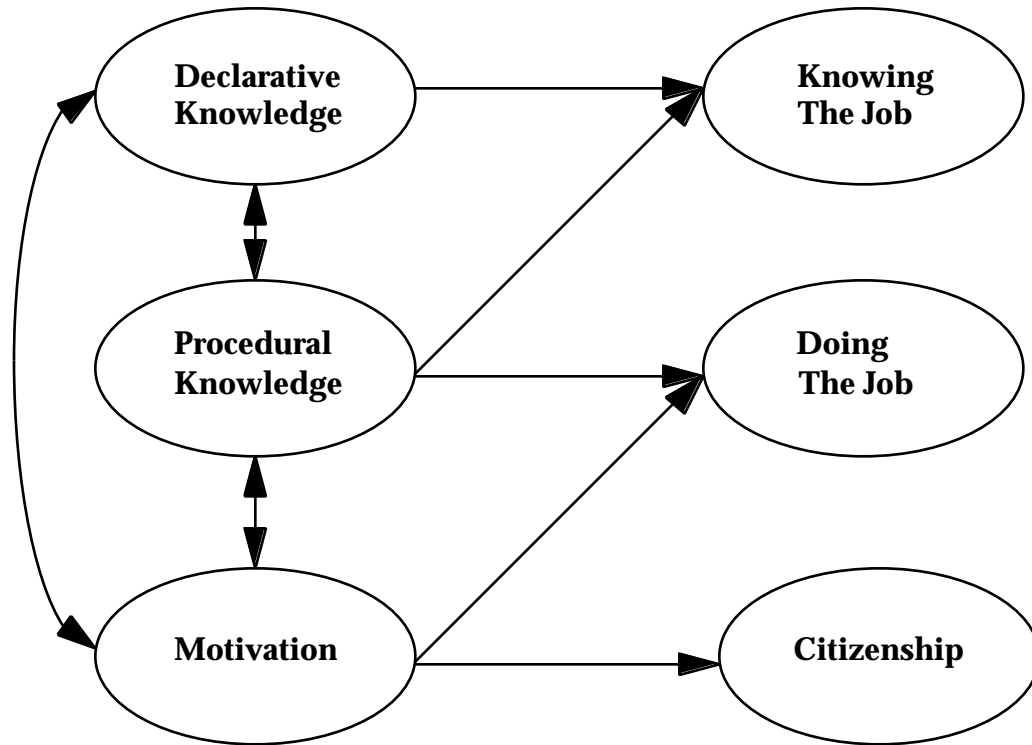 Declarative
Knowledge
Knowing
The Job
Procedural
Knowledge
Doing
The Job
Motivation
Citizenship